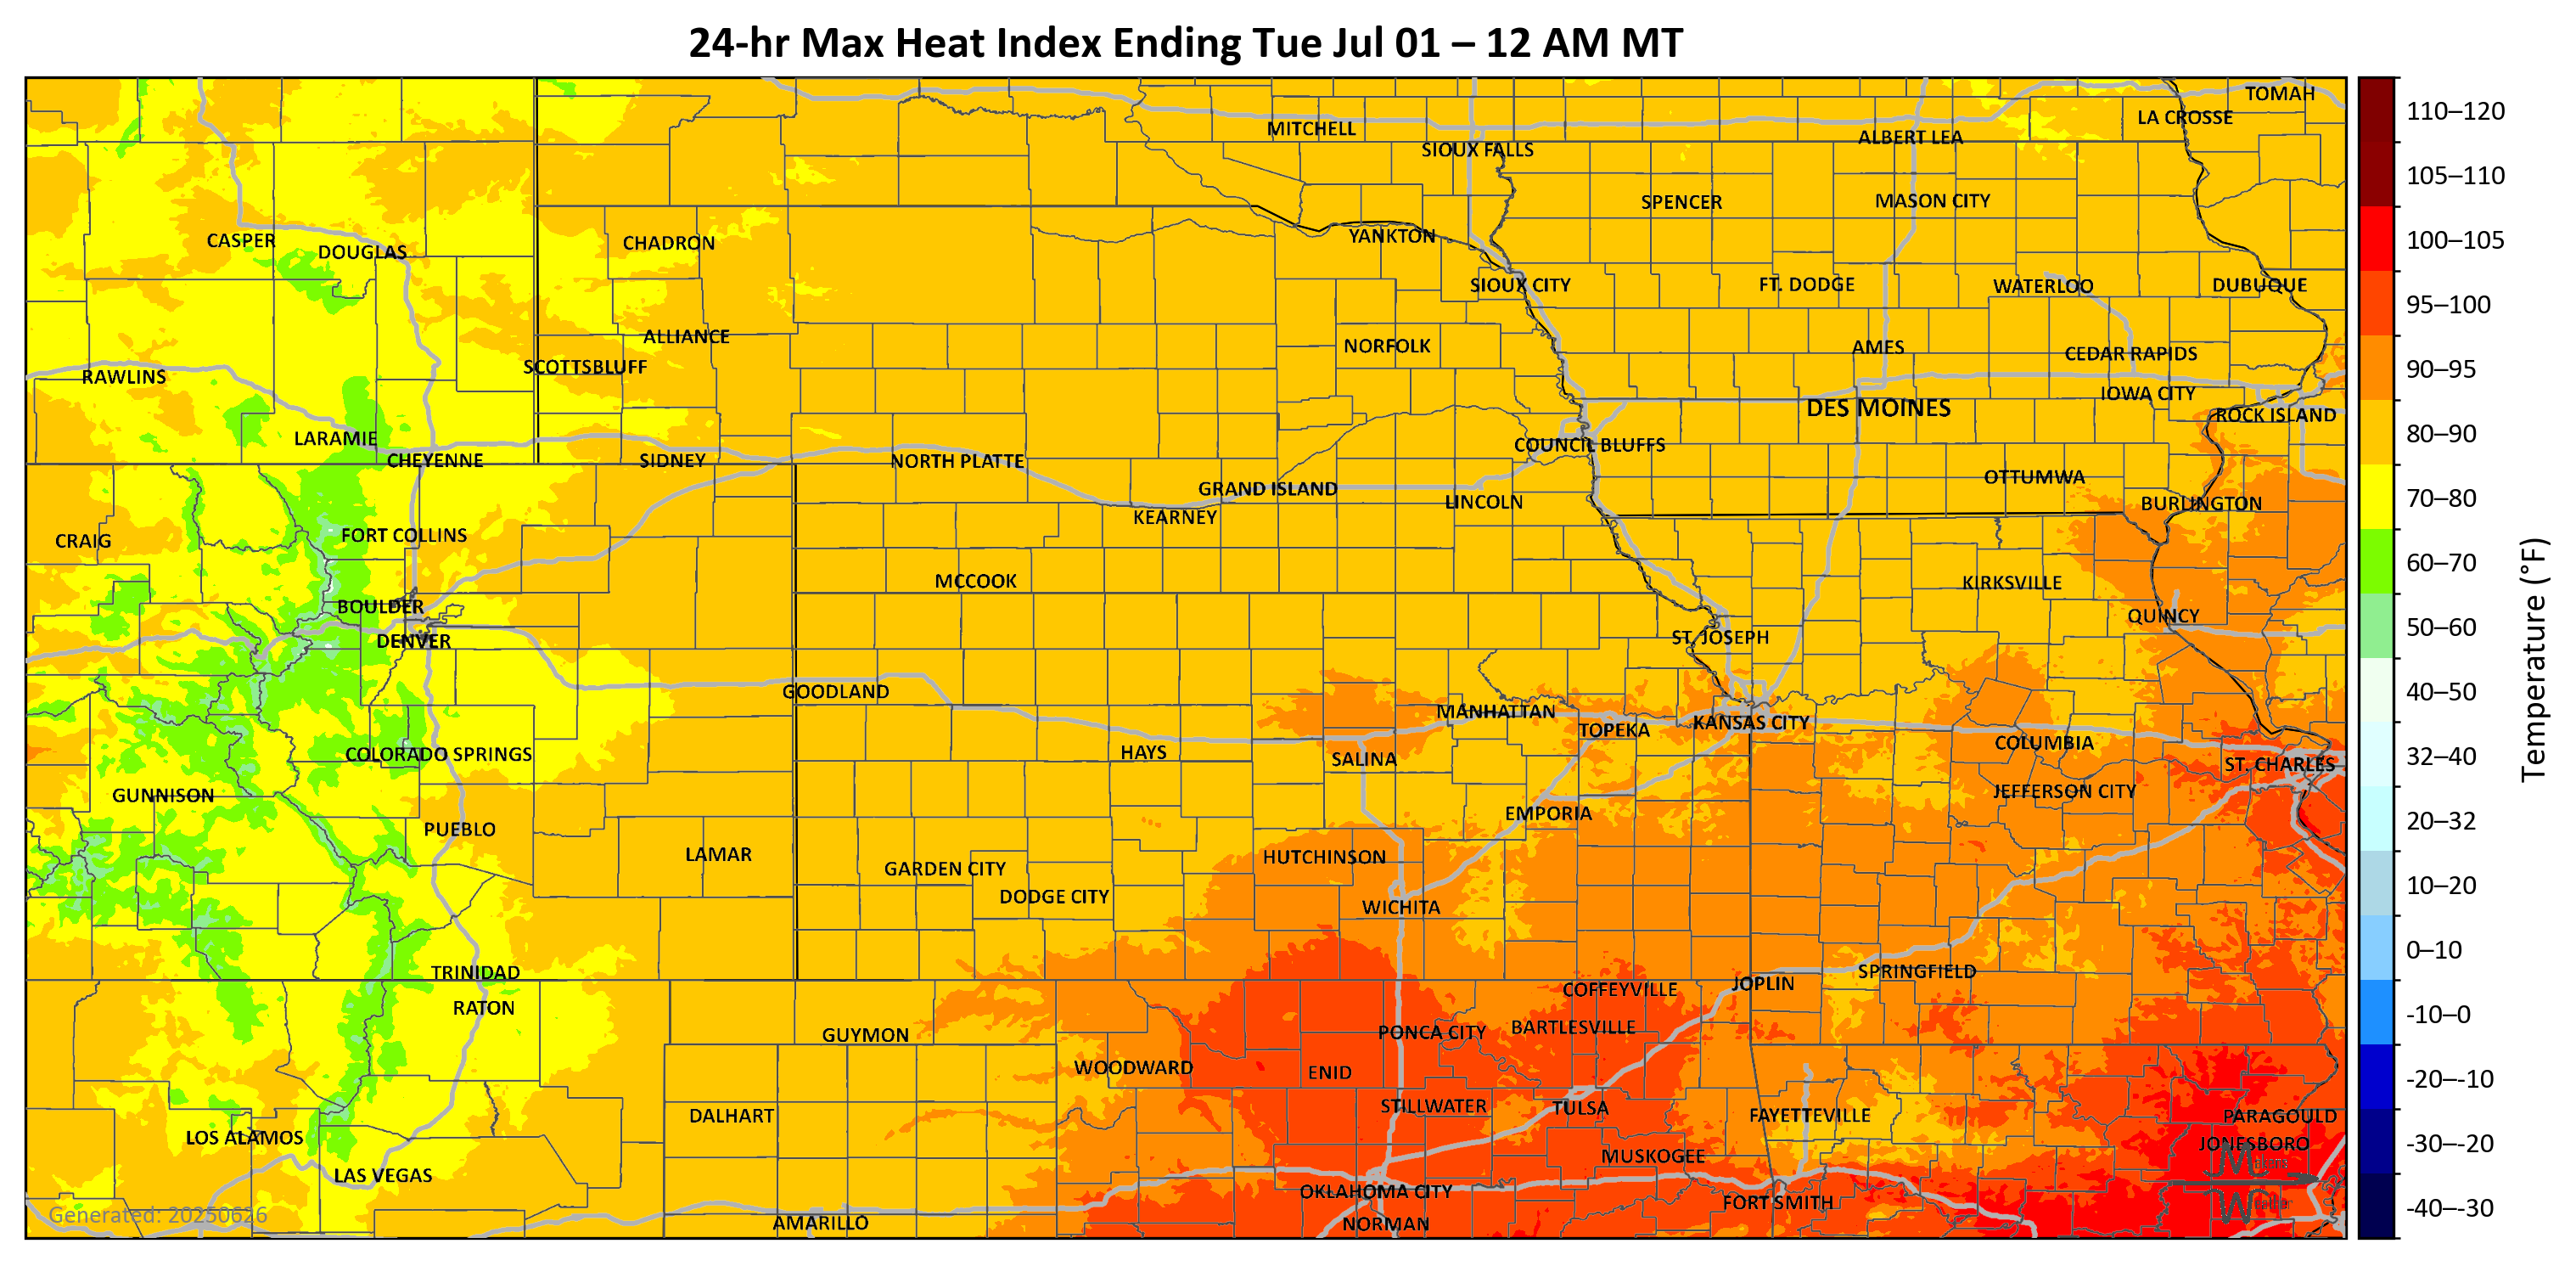 24-hr Max Heat Index Ending Tue Jul 01 – 12 AM MT
TOMAH
LA CROSSE
MITCHELL
ALBERT LEA
SIOUX FALLS
SPENCER
MASON CITY
CASPER
DOUGLAS
CHADRON
YANKTON
SIOUX CITY
FT. DODGE
WATERLOO
DUBUQUE
ALLIANCE
NORFOLK
AMES
CEDAR RAPIDS
SCOTTSBLUFF
RAWLINS
IOWA CITY
DES MOINES
ROCK ISLAND
LARAMIE
COUNCIL BLUFFS
CHEYENNE
SIDNEY
NORTH PLATTE
OTTUMWA
GRAND ISLAND
LINCOLN
BURLINGTON
KEARNEY
CRAIG
FORT COLLINS
MCCOOK
KIRKSVILLE
BOULDER
QUINCY
DENVER
ST. JOSEPH
GOODLAND
MANHATTAN
TOPEKA
KANSAS CITY
COLUMBIA
COLORADO SPRINGS
HAYS
SALINA
ST. CHARLES
GUNNISON
JEFFERSON CITY
EMPORIA
PUEBLO
LAMAR
HUTCHINSON
GARDEN CITY
DODGE CITY
WICHITA
TRINIDAD
SPRINGFIELD
JOPLIN
COFFEYVILLE
RATON
GUYMON
PONCA CITY
BARTLESVILLE
WOODWARD
ENID
DALHART
STILLWATER
TULSA
FAYETTEVILLE
PARAGOULD
LOS ALAMOS
JONESBORO
MUSKOGEE
LAS VEGAS
OKLAHOMA CITY
FORT SMITH
AMARILLO
NORMAN
Generated: 20250626
110–120
105–110
100–105
95–100
90–95
80–90
70–80
60–70
50–60
40–50
32–40
20–32
10–20
0–10
-10–0
-20–-10
-30–-20
-40–-30
Temperature (°F)